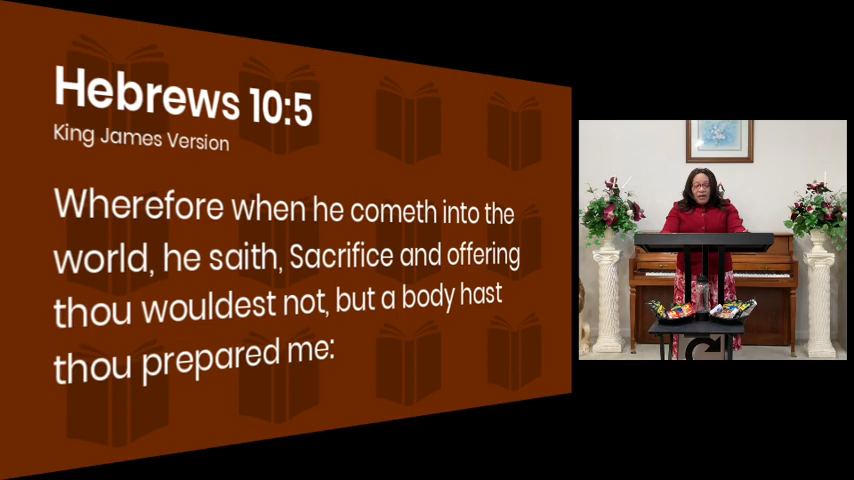 Hebrews 10:5
King James Version
Wherefore when he cometh into the
world, he saith, Sacrifice and offering
thou wouldest not, but a body hast
thou prepared me: